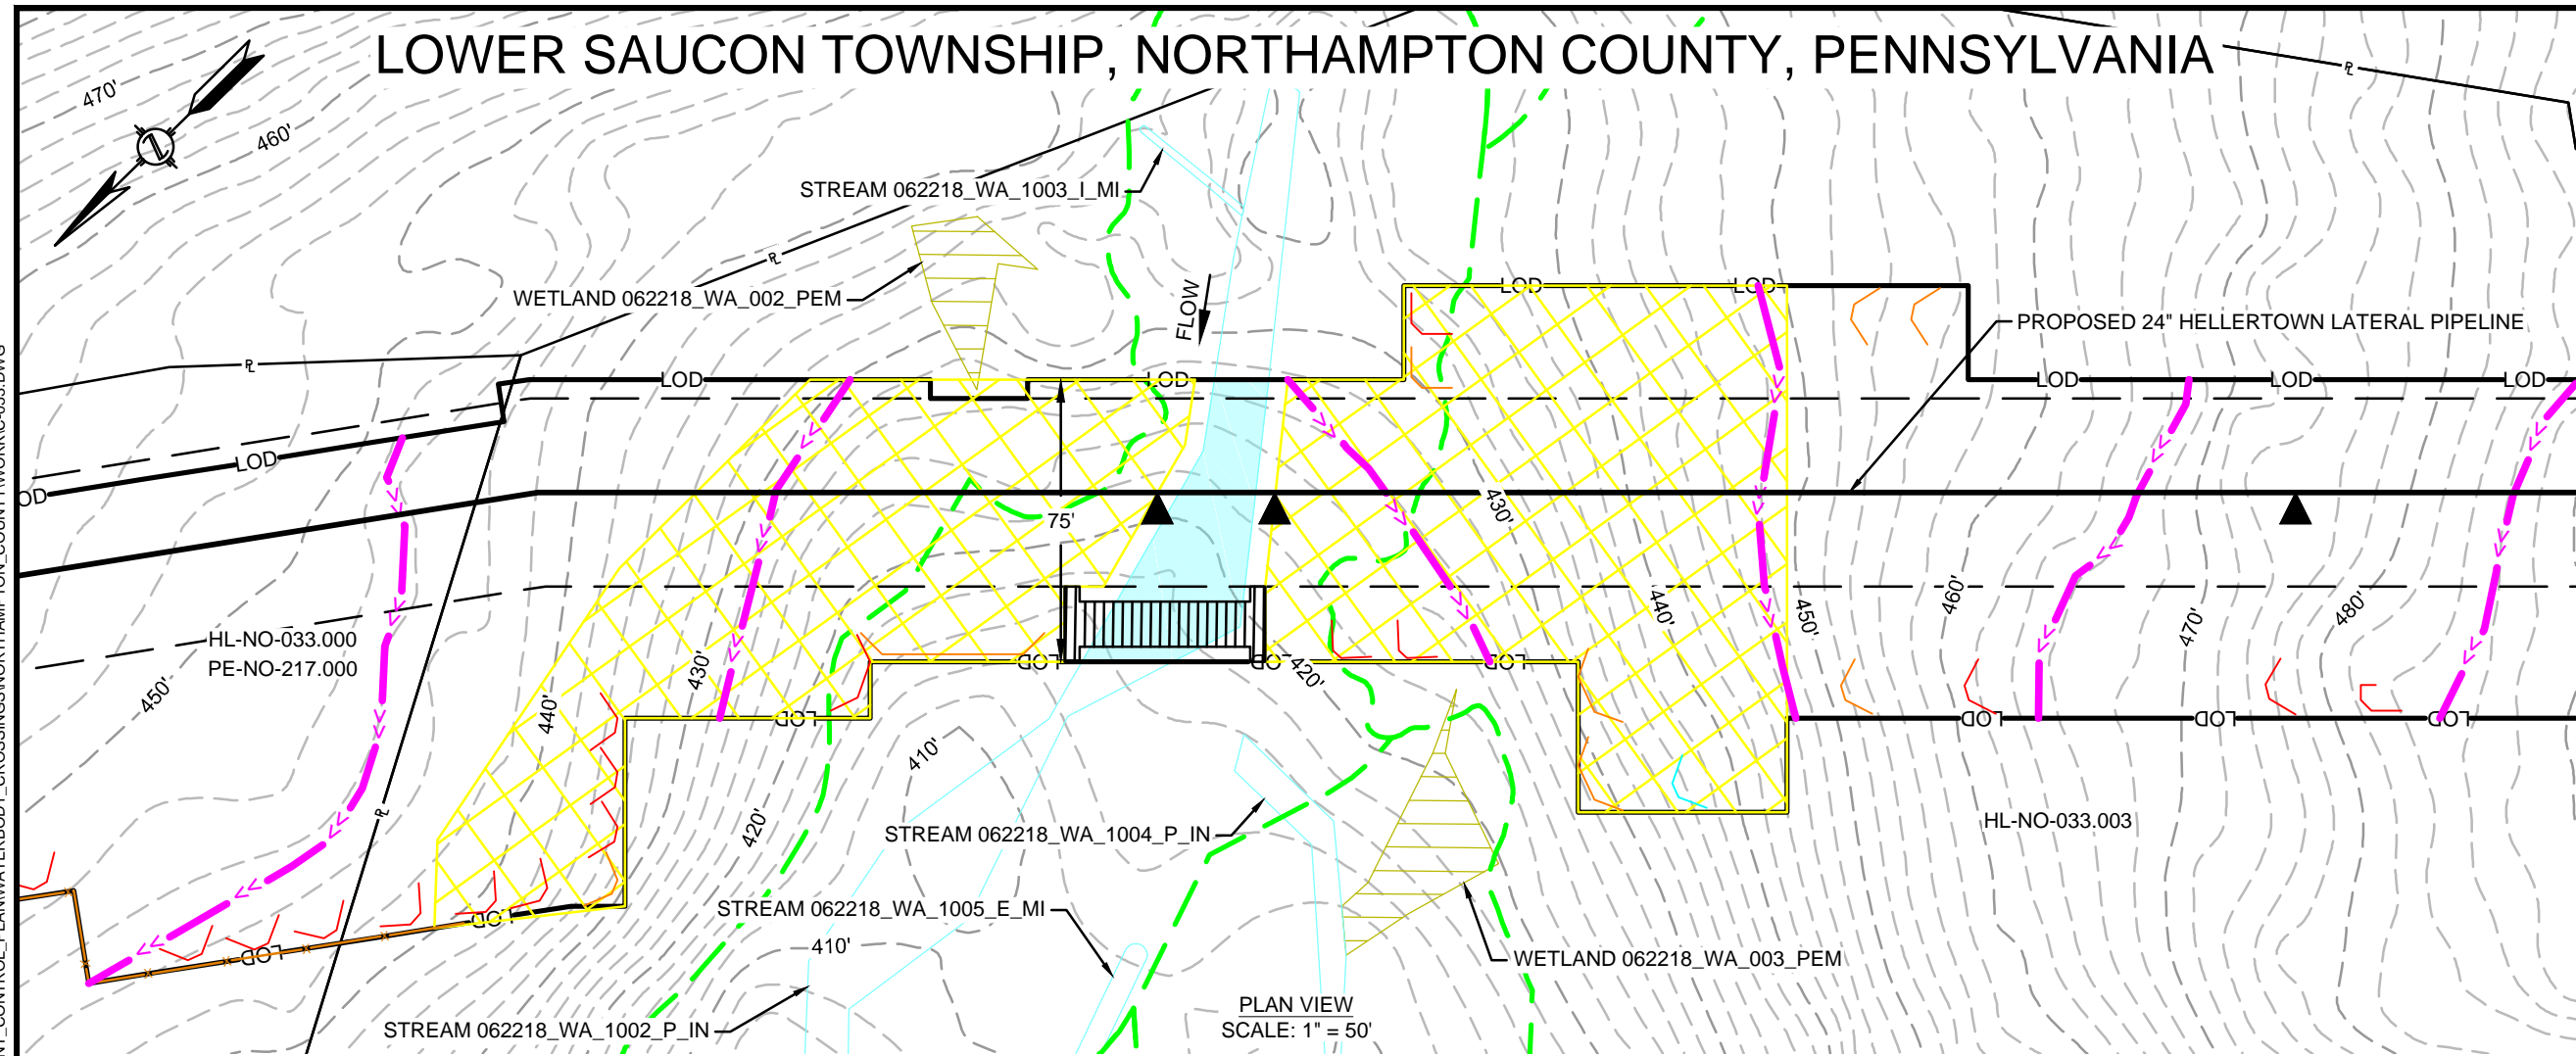 LOWER SAUCON TOWNSHIP, NORTHAMPTON COUNTY, PENNSYLVANIA
470'
460'
STREAM 062218_WA_1003_I_MI
WETLAND 062218_WA_002_PEM
FLOW
LOD
LOD
PROPOSED 24" HELLERTOWN LATERAL PIPELINE
LOD
LOD
LOD
LOD
LOD
LOD
75'
430'
440'
450'
460'
470'
480'
HL-NO-033.000
PE-NO-217.000
450'
440'
430'
420'
LOD
LOD
LOD
420'
LOD
LOD
LOD
LOD
410'
STREAM 062218_WA_1004_P_IN
HL-NO-033.003
STREAM 062218_WA_1005_E_MI
LOD
LOD
410'
WETLAND 062218_WA_003_PEM
STREAM 062218_WA_1002_P_IN
PLAN VIEW
SCALE: 1" = 50'